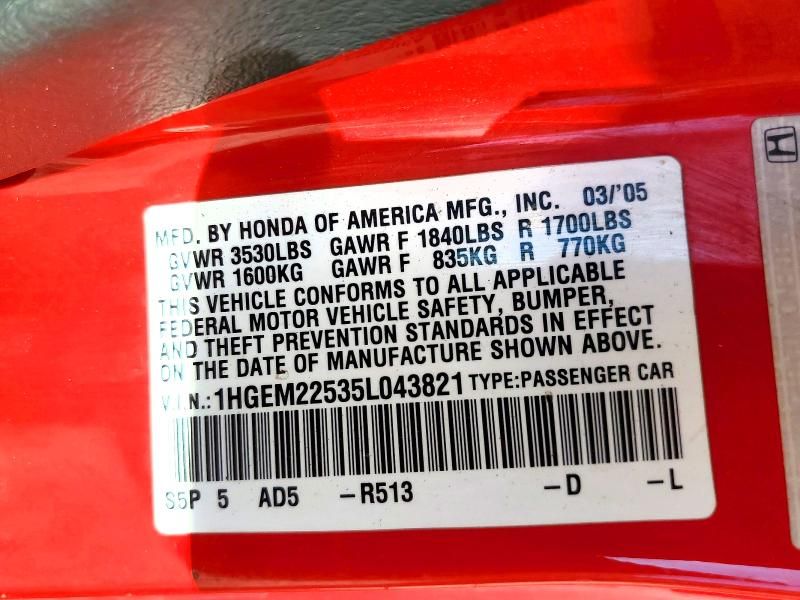 MFD. BY HONDA OF AMERICA MFG., INC. 03/'05
GVWR 3530LBS GAWR F 1840LBS R 1700LBS
GVWR 1600KG GAWR F 835KG R 770KG
THIS VEHICLE CONFORMS TO ALL APPLICABLE
FEDERAL MOTOR VEHICLE SAFETY, BUMPER,
AND THEFT PREVENTION STANDARDS IN EFFECT
ON THE DATE OF MANUFACTURE SHOWN ABOVE.
V.I.N.:1HGEM22535L043821 TYPE:PASSENGER CAR
S5P 5 AD5 -R513 -D -L